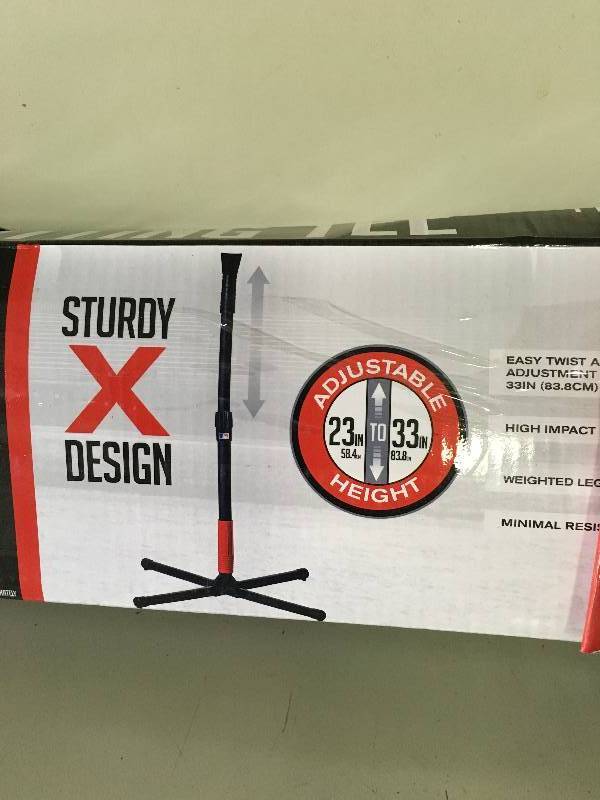 TEE
STURDY
X
DESIGN
ADJUSTABLE
23IN TO 33IN
58.4CM 83.8CM
HEIGHT
EASY TWIST A
ADJUSTMENT
33IN (83.8CM)
HIGH IMPACT
WEIGHTED LEG
MINIMAL RESIS